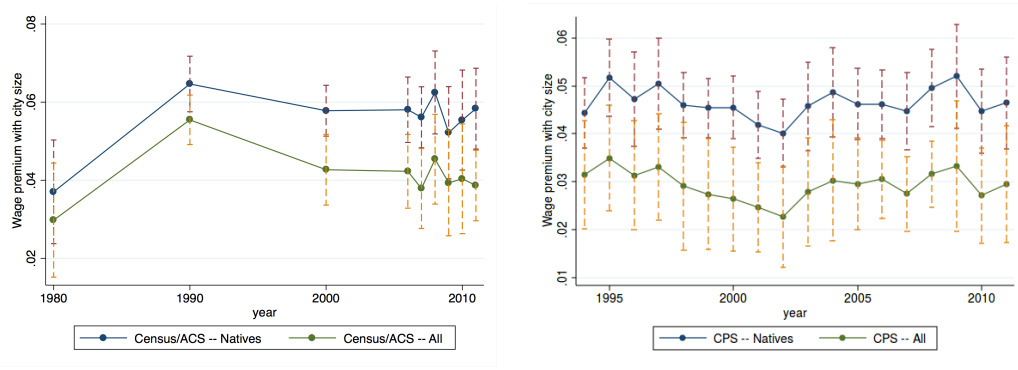 .08
.06
.04
.02
Wage premium with city size
1980
1990
2000
2010
year
Census/ACS -- Natives
Census/ACS -- All
.06
.05
.04
.03
.02
.01
Wage premium with city size
1995
2000
2005
2010
year
CPS -- Natives
CPS -- All